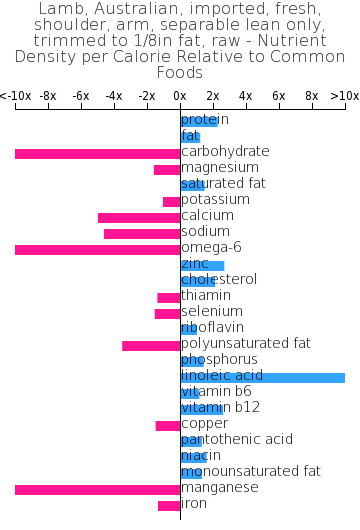 Lamb, Australian, imported, fresh,
shoulder, arm, separable lean only,
trimmed to 1/8in fat, raw - Nutrient
Density per Calorie Relative to Common
Foods
<-10x -8x -6x -4x -2x 0x 2x 4x 6x 8x >10x
protein
fat
carbohydrate
magnesium
saturated fat
potassium
calcium
sodium
omega-6
zinc
cholesterol
thiamin
selenium
riboflavin
polyunsaturated fat
phosphorus
linoleic acid
vitamin b6
vitamin b12
copper
pantothenic acid
niacin
monounsaturated fat
manganese
iron